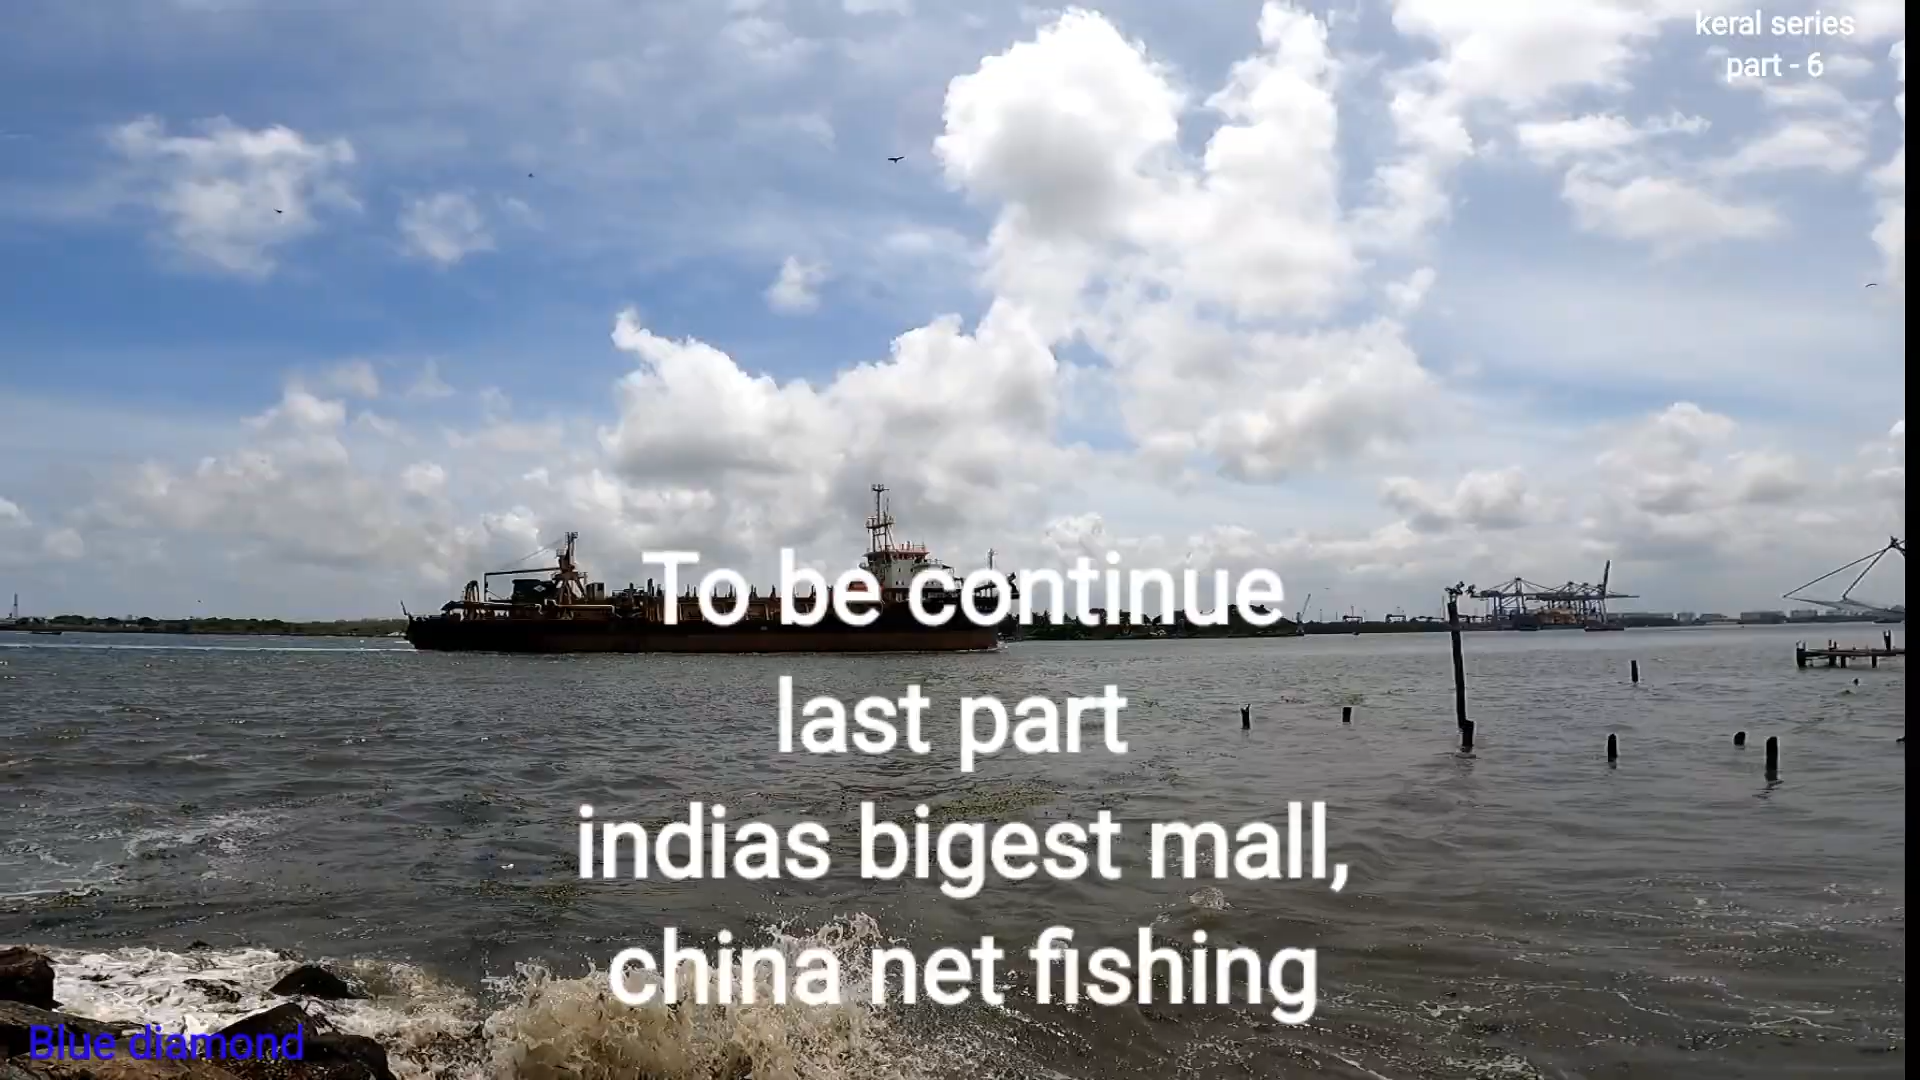 keral series
part - 6
To be continue
last part
indias bigest mall,
china net fishing
Blue diamond